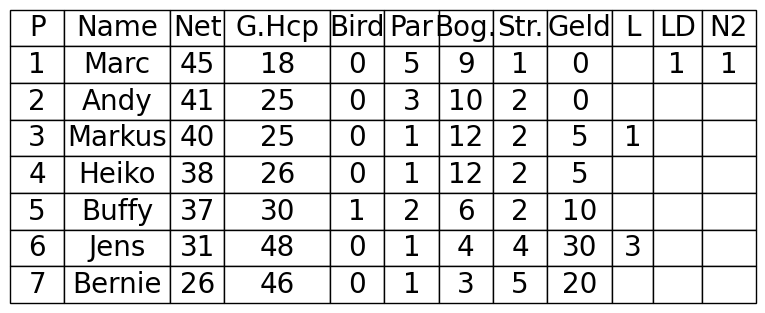 P Name Net G.Hcp Bird Par Bog. Str. Geld L LD N2
1 Marc 45 18 0 5 9 1 0 1 1
2 Andy 41 25 0 3 10 2 0
3 Markus 40 25 0 1 12 2 5 1
4 Heiko 38 26 0 1 12 2 5
5 Buffy 37 30 1 2 6 2 10
6 Jens 31 48 0 1 4 4 30 3
7 Bernie 26 46 0 1 3 5 20